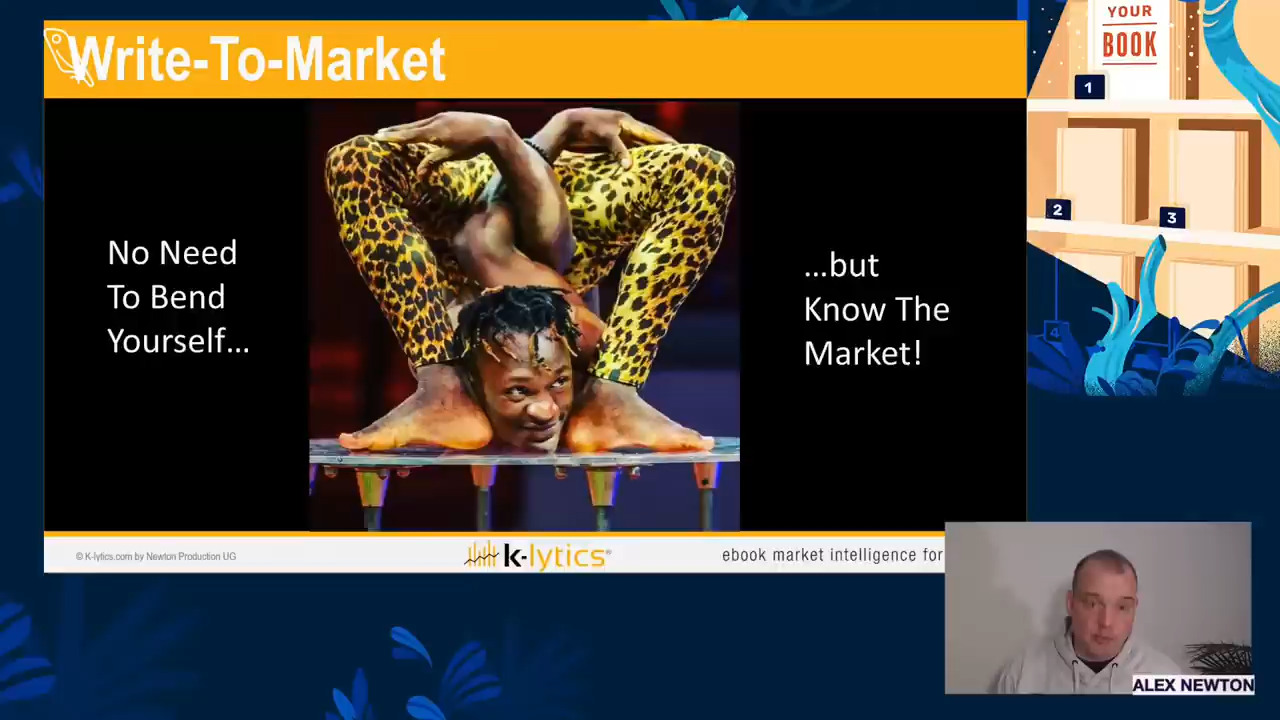 Write-To-Market
No Need
To Bend
Yourself...
...but
Know The
Market!
© K-lytics.com by Newton Production UG
k-lytics®
ebook market intelligence for
YOUR
BOOK
1
2
3
4
ALEX NEWTON